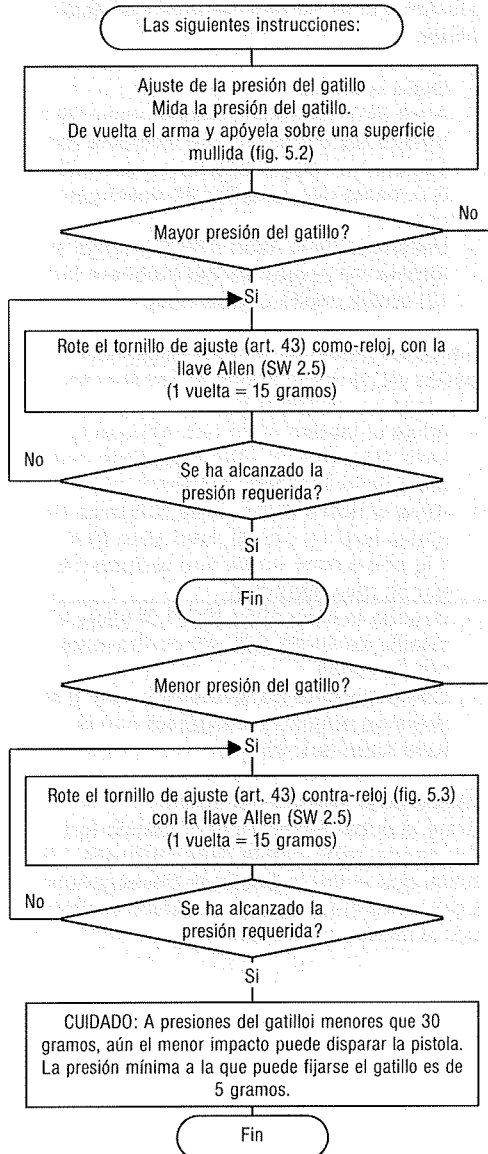 Las siguientes instrucciones:
Ajuste de la presión del gatillo
Mida la presión del gatillo.
De vuelta el arma y apóyela sobre una superficie
mullida (fig. 5.2)
No
Mayor presión del gatillo?
Si
Rote el tornillo de ajuste (art. 43) como-reloj, con la
llave Allen (SW 2.5)
(1 vuelta = 15 gramos)
No
Se ha alcanzado la
presión requerida?
Si
Fin
Menor presión del gatillo?
Si
Rote el tornillo de ajuste (art. 43) contra-reloj (fig. 5.3)
con la llave Allen (SW 2.5)
(1 vuelta = 15 gramos)
No
Se ha alcanzado la
presión requerida?
Si
CUIDADO: A presiones del gatilloi menores que 30
gramos, aún el menor impacto puede disparar la pistola.
La presión mínima a la que puede fijarse el gatillo es de
5 gramos.
Fin